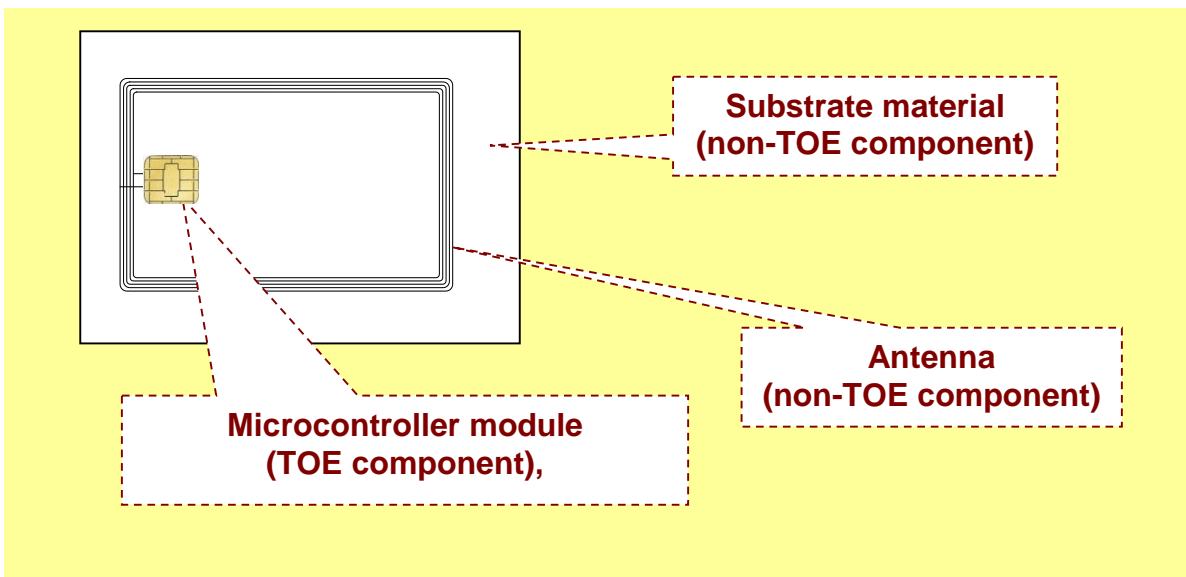 Substrate material
(non-TOE component)
Antenna
(non-TOE component)
Microcontroller module
(TOE component),